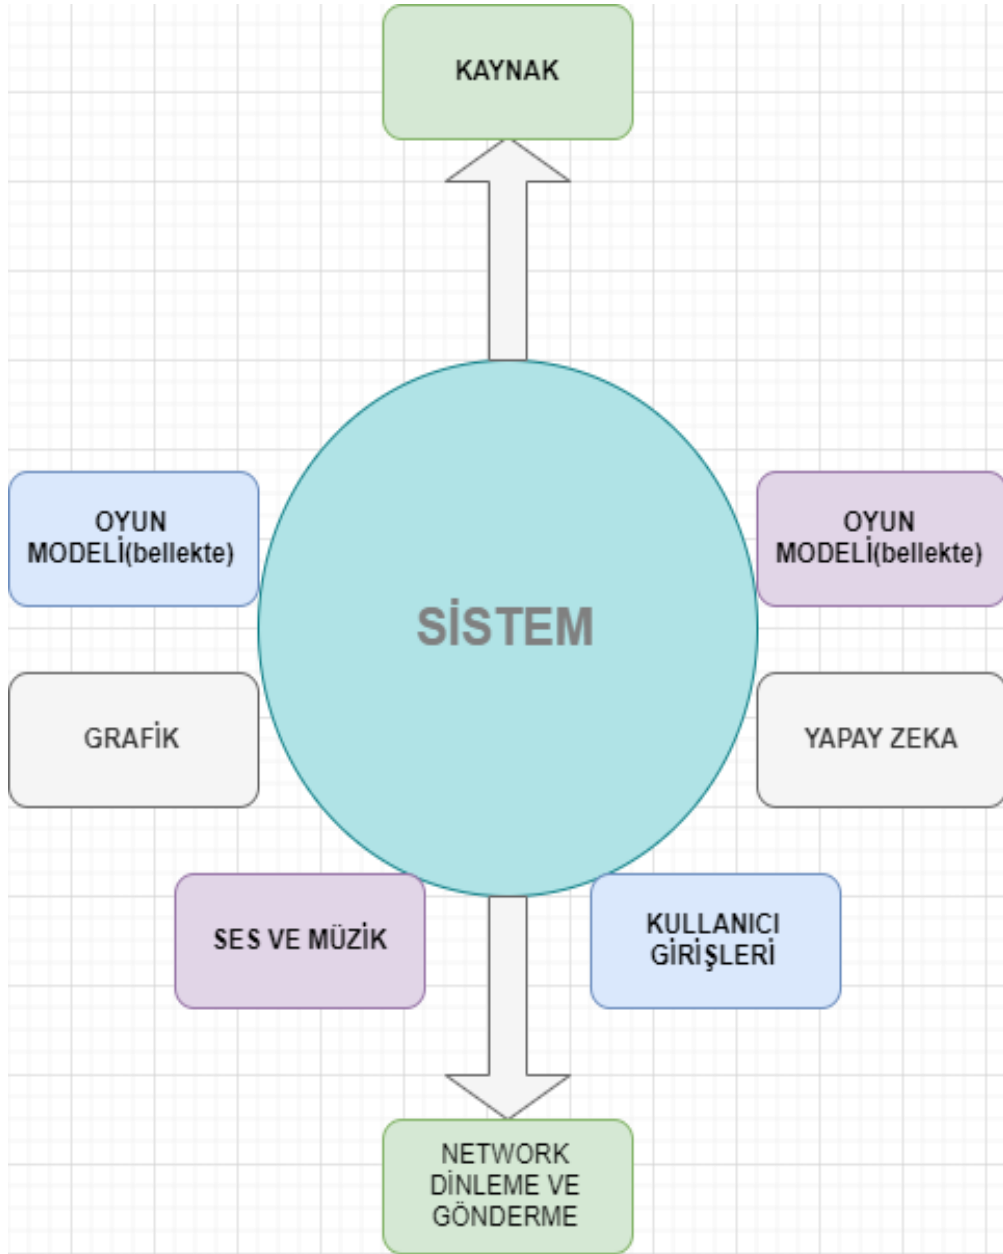 KAYNAK
OYUN
MODELİ(bellekte)
OYUN
MODELİ(bellekte)
SİSTEM
GRAFİK
YAPAY ZEKA
SES VE MÜZİK
KULLANICI
GİRİŞLERİ
NETWORK
DİNLEME VE
GÖNDERME